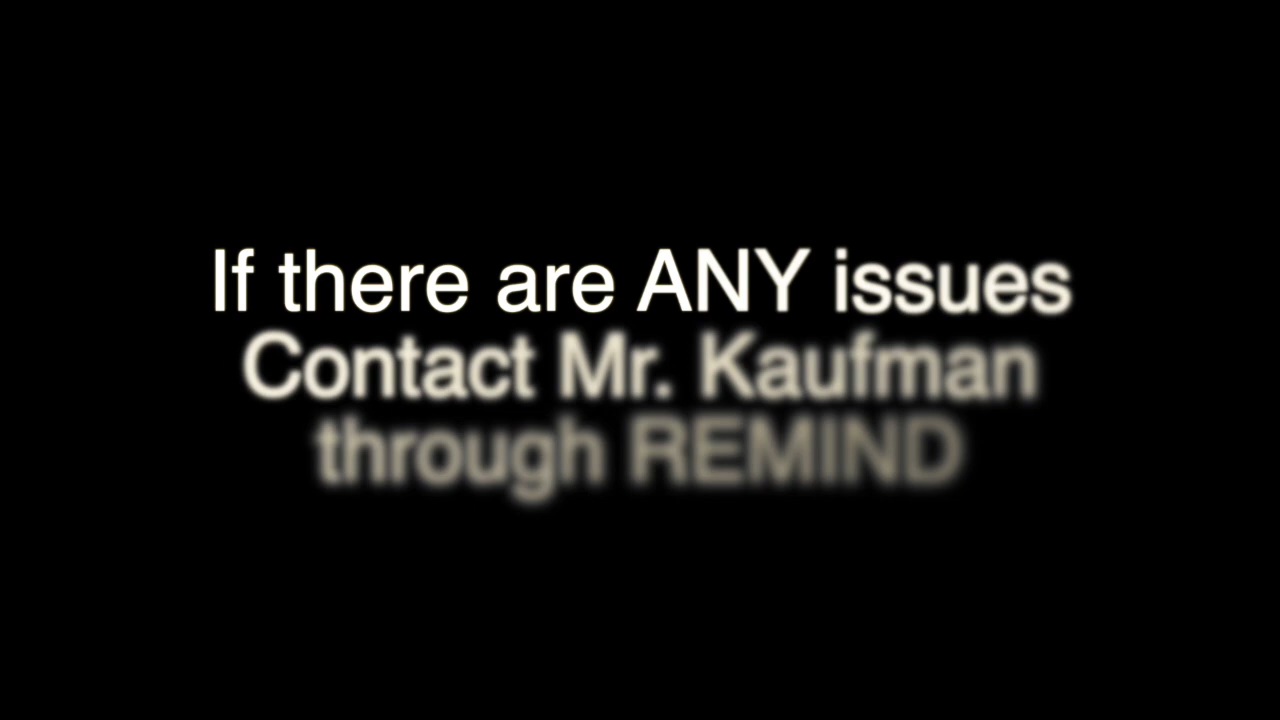 If there are ANY issues
Contact Mr. Kaufman
through REMIND